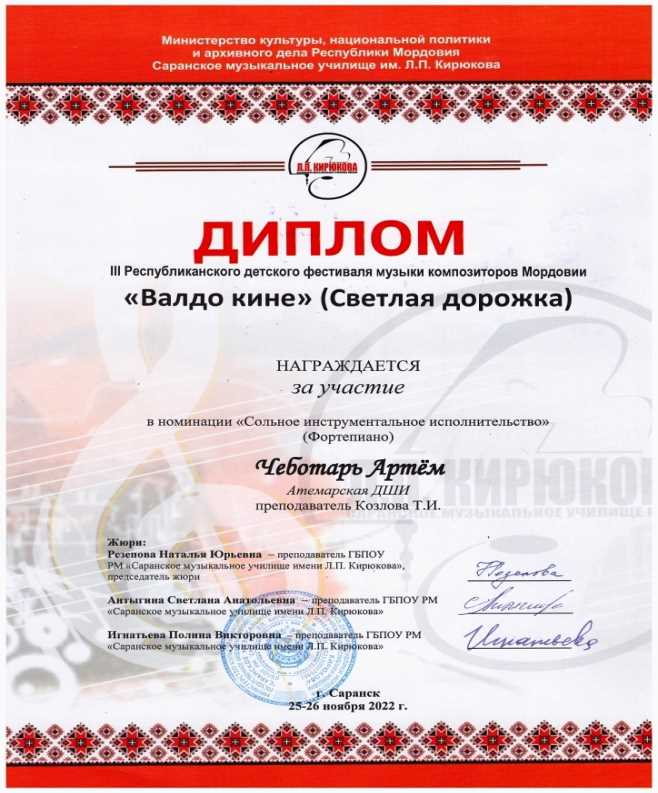 Министерство культуры, национальной политики
и архивного дела Республики Мордовия
Саранское музыкальное училище им. Л.П. Кирюкова
Л.П. КИРЮКОВА
ДИПЛОМ
III Республиканского детского фестиваля музыки композиторов Мордовии
«Валдо кине» (Светлая дорожка)
НАГРАЖДАЕТСЯ
за участие
в номинации «Сольное инструментальное исполнительство»
(Фортепиано)
Чеботарь Артём
Атемарская ДШИ
преподаватель Козлова Т.И.
Жюри:
Резепова Наталья Юрьевна – преподаватель ГБПОУ
РМ «Саранское музыкальное училище имени Л.П. Кирюкова»,
председатель жюри
Антыгина Светлана Анатольевна – преподаватель ГБПОУ РМ
«Саранское музыкальное училище имени Л.П. Кирюкова»
Игнатьева Полина Викторовна – преподаватель ГБПОУ РМ
«Саранское музыкальное училище имени Л.П. Кирюкова»
г. Саранск
25-26 ноября 2022 г.